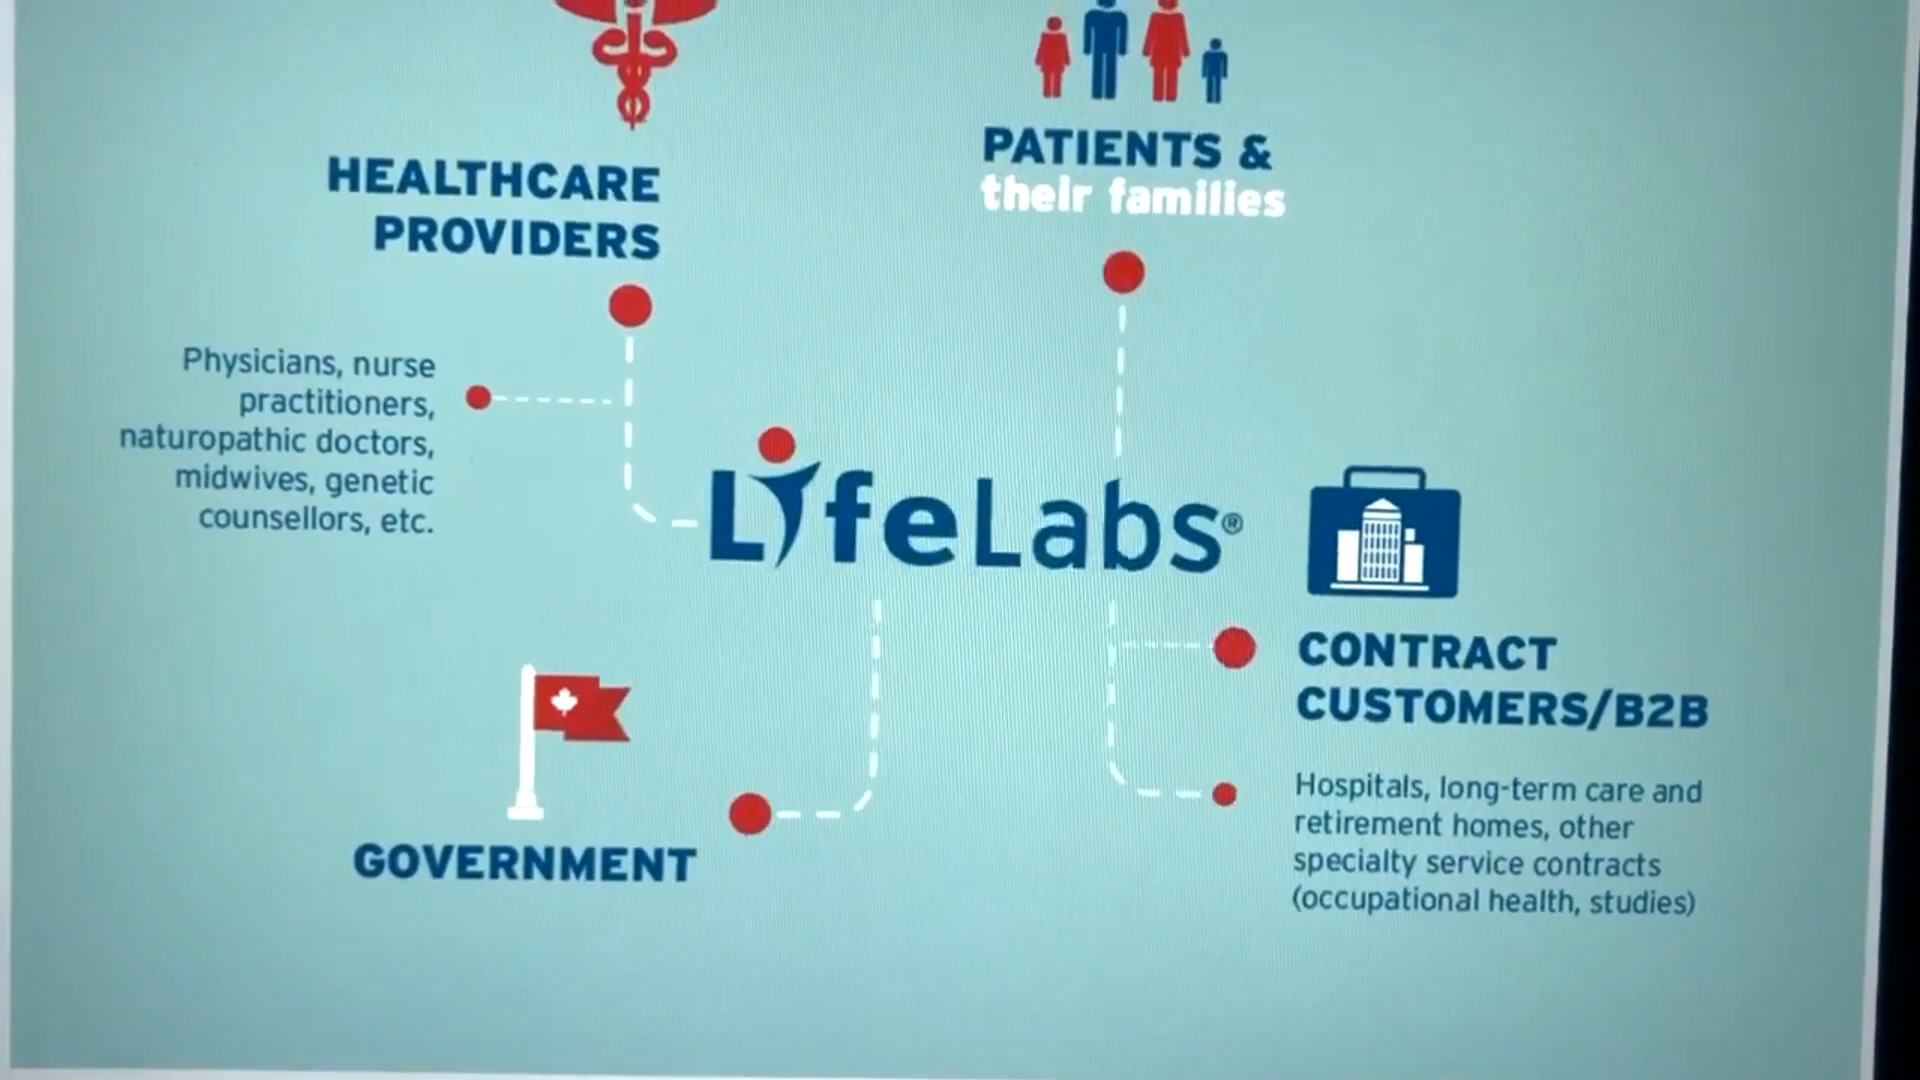 HEALTHCARE
PROVIDERS
Physicians, nurse
practitioners,
naturopathic doctors,
midwives, genetic
counsellors, etc.
PATIENTS &
their families
LifeLabs®
CONTRACT
CUSTOMERS/B2B
Hospitals, long-term care and
retirement homes, other
specialty service contracts
(occupational health, studies)
GOVERNMENT